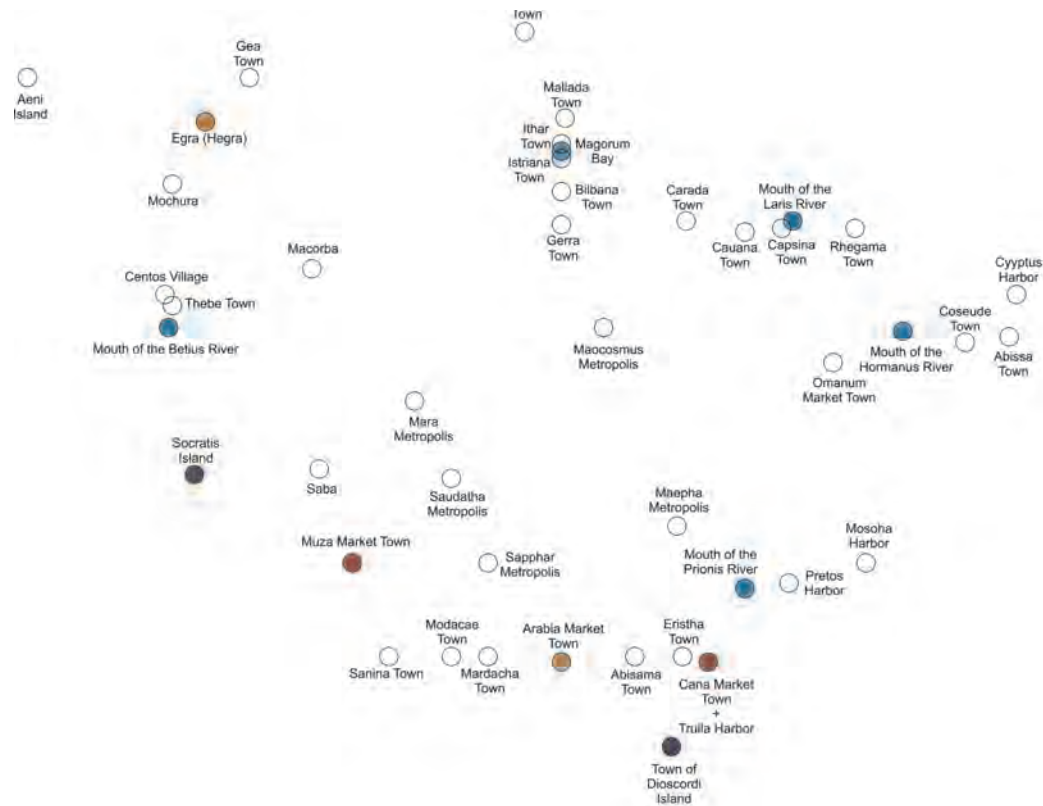 Town
Gea
Town
Aeni
Island
Mallada
Town
Egra (Hegra)
Ithar
Town
Magorum
Bay
Istriana
Town
Mochura
Bilbana
Town
Carada
Town
Mouth of the
Laris River
Gerra
Town
Cauana
Town
Capsina
Town
Rhegama
Town
Macorba
Cyyptus
Harbor
Centos Village
Thebe Town
Coseude
Town
Mouth of the Betius River
Maocosmus
Metropolis
Mouth of the
Hormanus River
Abissa
Town
Omanum
Market Town
Mara
Metropolis
Socratis
Island
Saba
Saudatha
Metropolis
Maepha
Metropolis
Mosoha
Harbor
Muza Market Town
Sapphar
Metropolis
Mouth of the
Prionis River
Pretos
Harbor
Modacae
Town
Arabia Market
Town
Eristha
Town
Sanina Town
Mardacha
Town
Abisama
Town
Cana Market
Town
+
Trulla Harbor
Town of
Dioscordi
Island